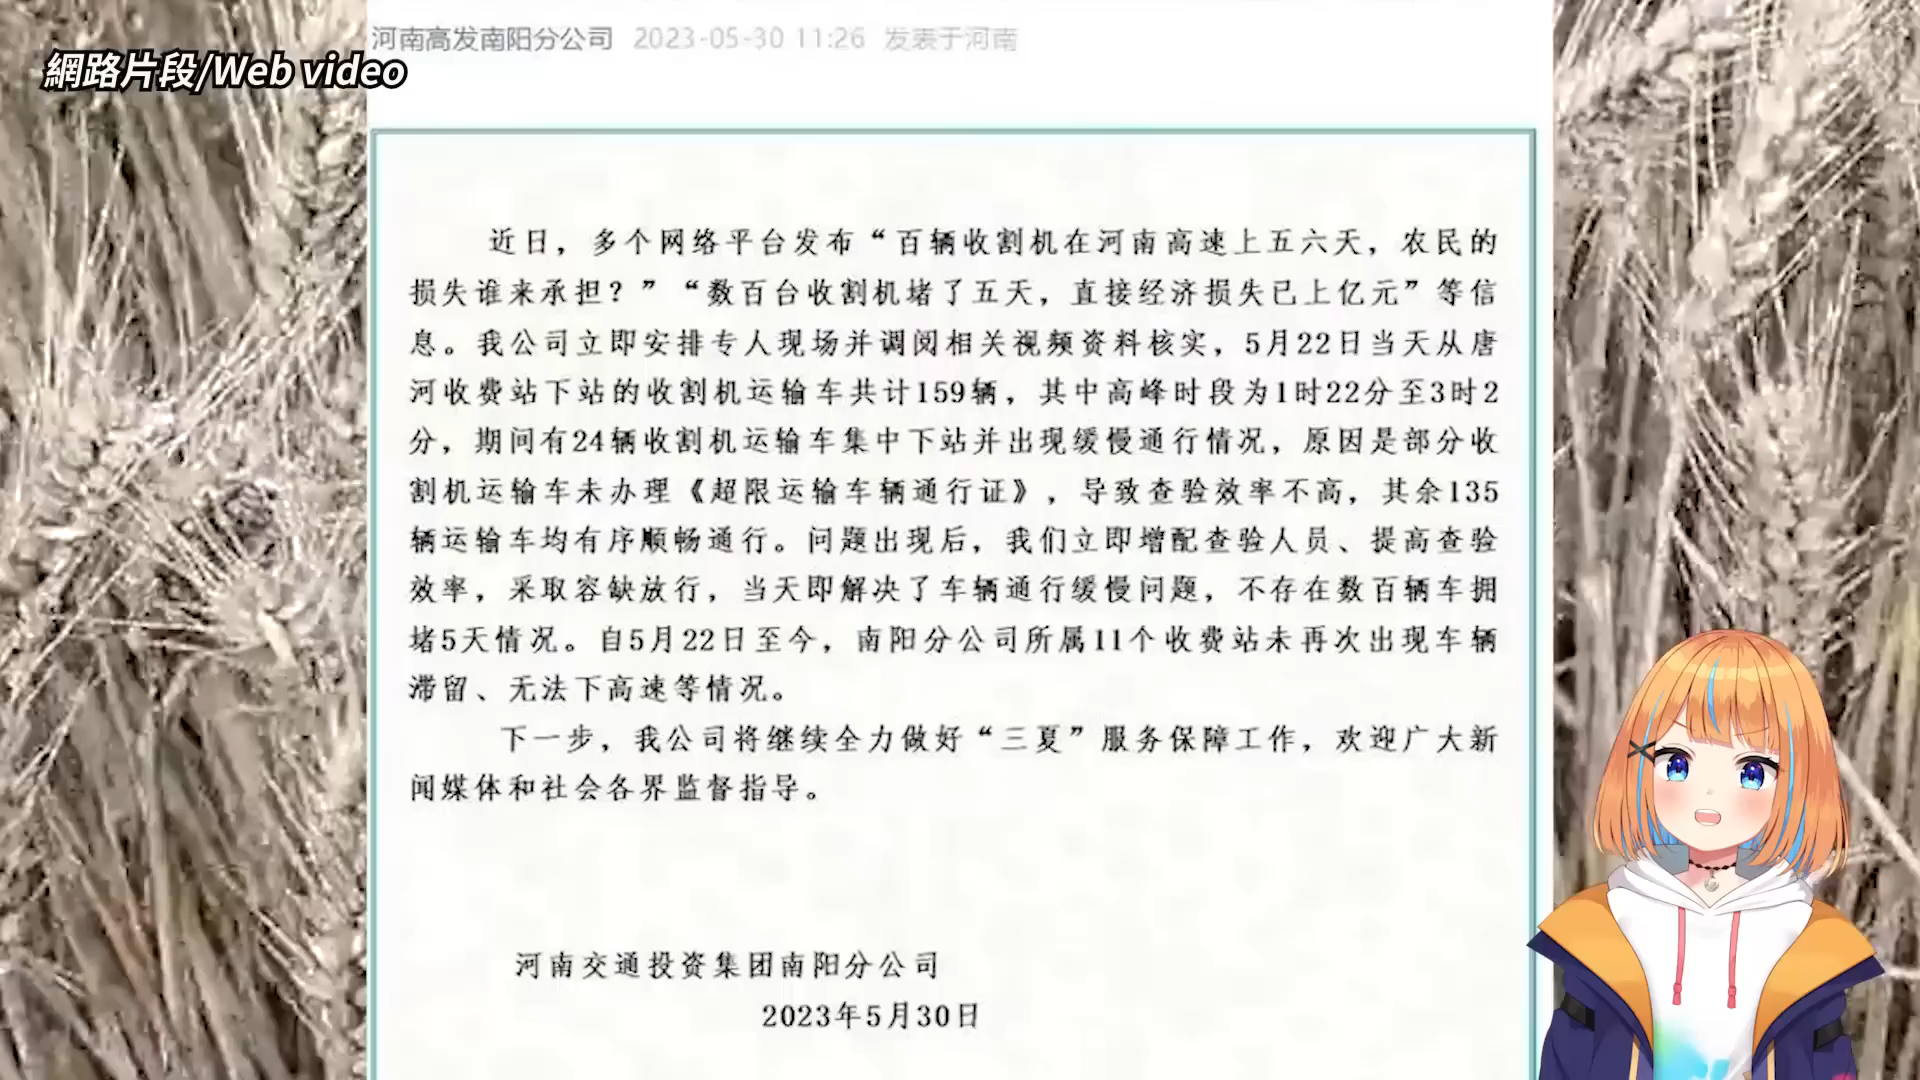 河南高发南阳分公司 2023-05-30 11:26 发表于河南
網路片段/Web video
近日，多个网络平台发布“百辆收割机在河南高速上五六天，农民的
损失谁来承担？”“数百台收割机堵了五天，直接经济损失已上亿元”等信
息。我公司立即安排专人现场并调阅相关视频资料核实，5月22日当天从唐
河收费站下站的收割机运输车共计159辆，其中高峰时段为1时22分至3时2
分，期间有24辆收割机运输车集中下站并出现缓慢通行情况，原因是部分收
割机运输车未办理《超限运输车辆通行证》，导致查验效率不高，其余135
辆运输车均有序顺畅通行。问题出现后，我们立即增配查验人员、提高查验
效率，采取容缺放行，当天即解决了车辆通行缓慢问题，不存在数百辆车拥
堵5天情况。自5月22日至今，南阳分公司所属11个收费站未再次出现车辆
滞留、无法下高速等情况。
下一步，我公司将继续全力做好“三夏”服务保障工作，欢迎广大新
闻媒体和社会各界监督指导。
河南交通投资集团南阳分公司
2023年5月30日